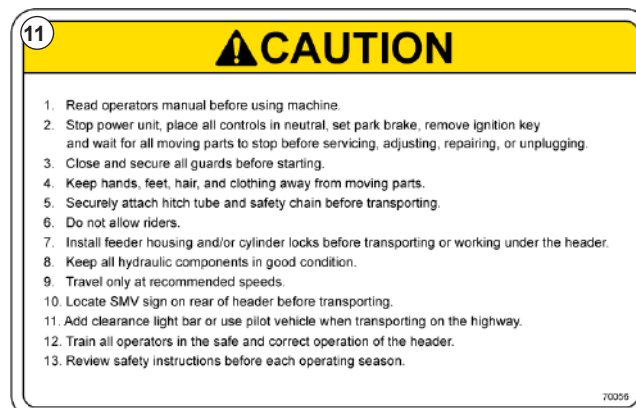 11
CAUTION
1. Read operators manual before using machine.
2. Stop power unit, place all controls in neutral, set park brake, remove ignition key
and wait for all moving parts to stop before servicing, adjusting, repairing, or unplugging.
3. Close and secure all guards before starting.
4. Keep hands, feet, hair, and clothing away from moving parts.
5. Securely attach hitch tube and safety chain before transporting.
6. Do not allow riders.
7. Install feeder housing and/or cylinder locks before transporting or working under the header.
8. Keep all hydraulic components in good condition.
9. Travel only at recommended speeds.
10. Locate SMV sign on rear of header before transporting.
11. Add clearance light bar or use pilot vehicle when transporting on the highway.
12. Train all operators in the safe and correct operation of the header.
13. Review safety instructions before each operating season.
70056